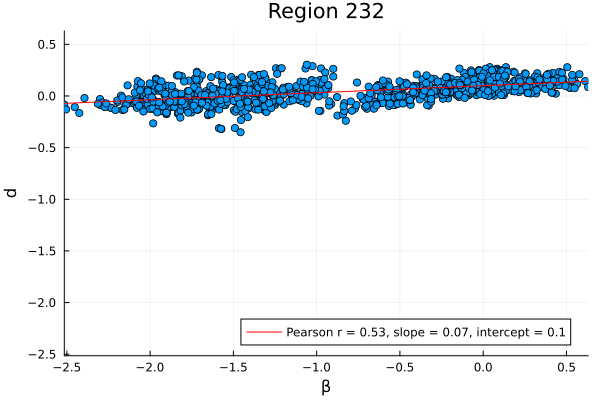 Region 232
d
0.5
0.0
−0.5
−1.0
−1.5
−2.0
−2.5
−2.5 −2.0 −1.5 −1.0 −0.5 0.0 0.5
β
Pearson r = 0.53, slope = 0.07, intercept = 0.1